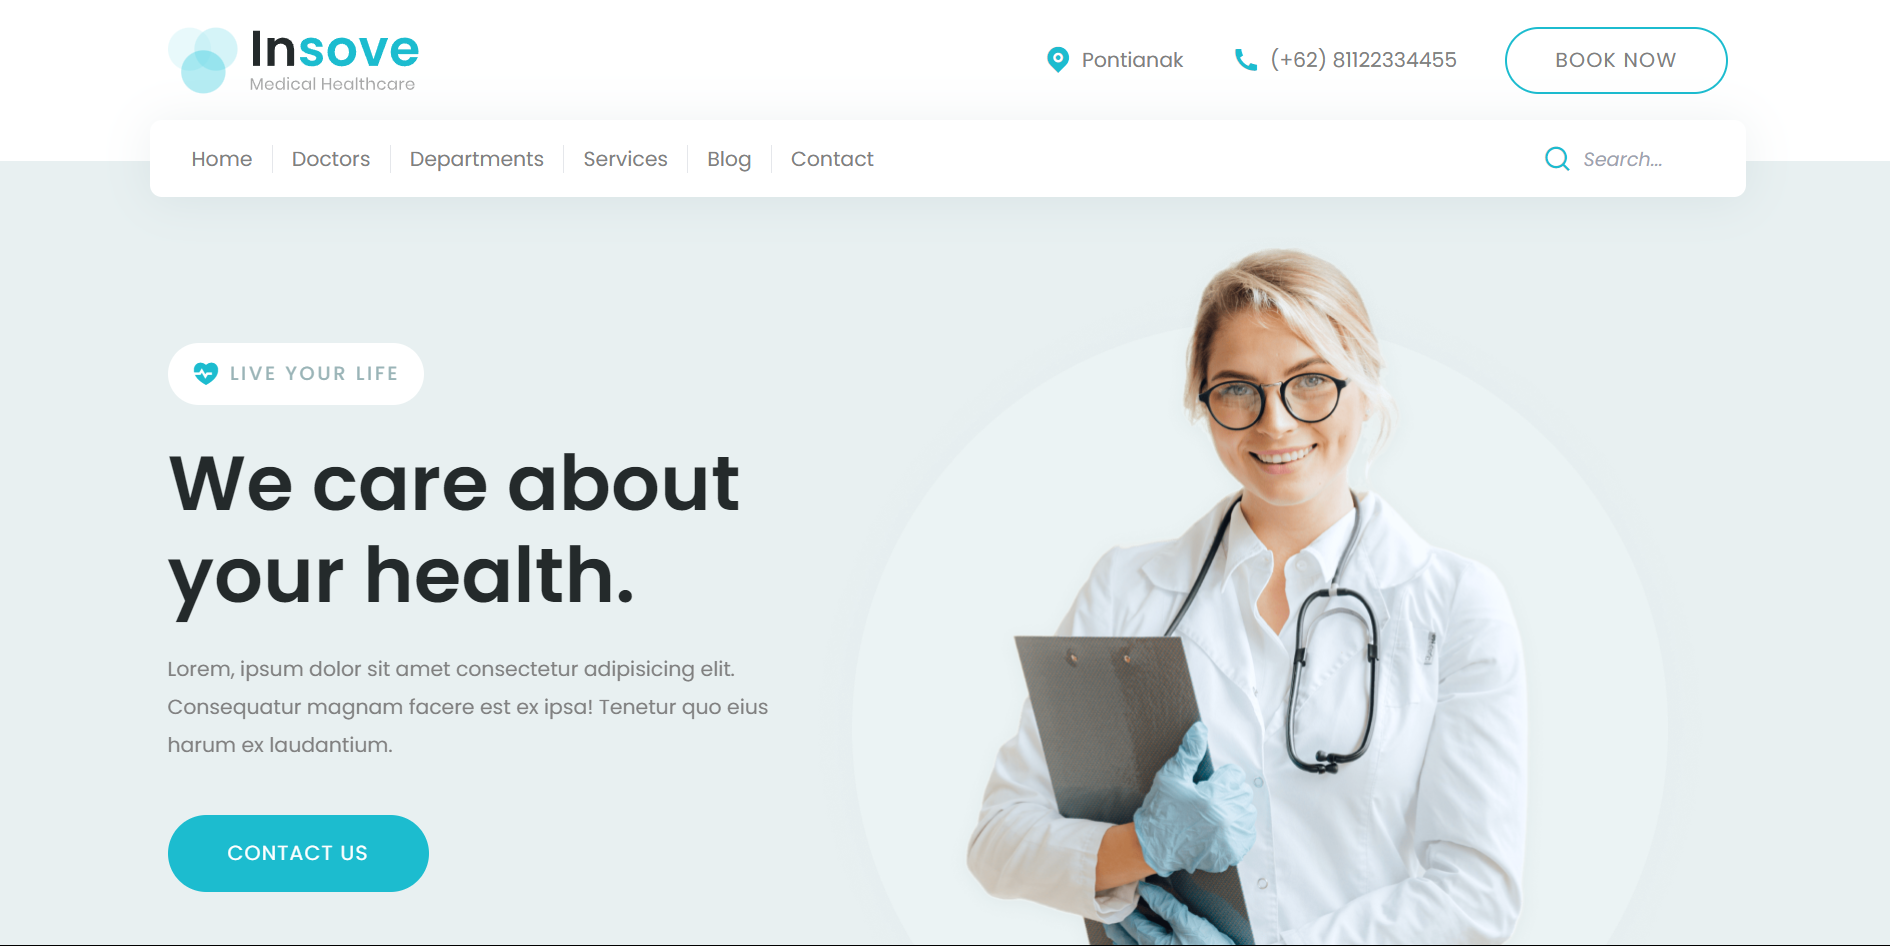 Insove
Medical Healthcare
Pontianak
(+62) 81122334455
BOOK NOW
Home
Doctors
Departments
Services
Blog
Contact
Search...
LIVE YOUR LIFE
We care about
your health.
Lorem, ipsum dolor sit amet consectetur adipisicing elit.
Consequatur magnam facere est ex ipsa! Tenetur quo eius
harum ex laudantium.
CONTACT US